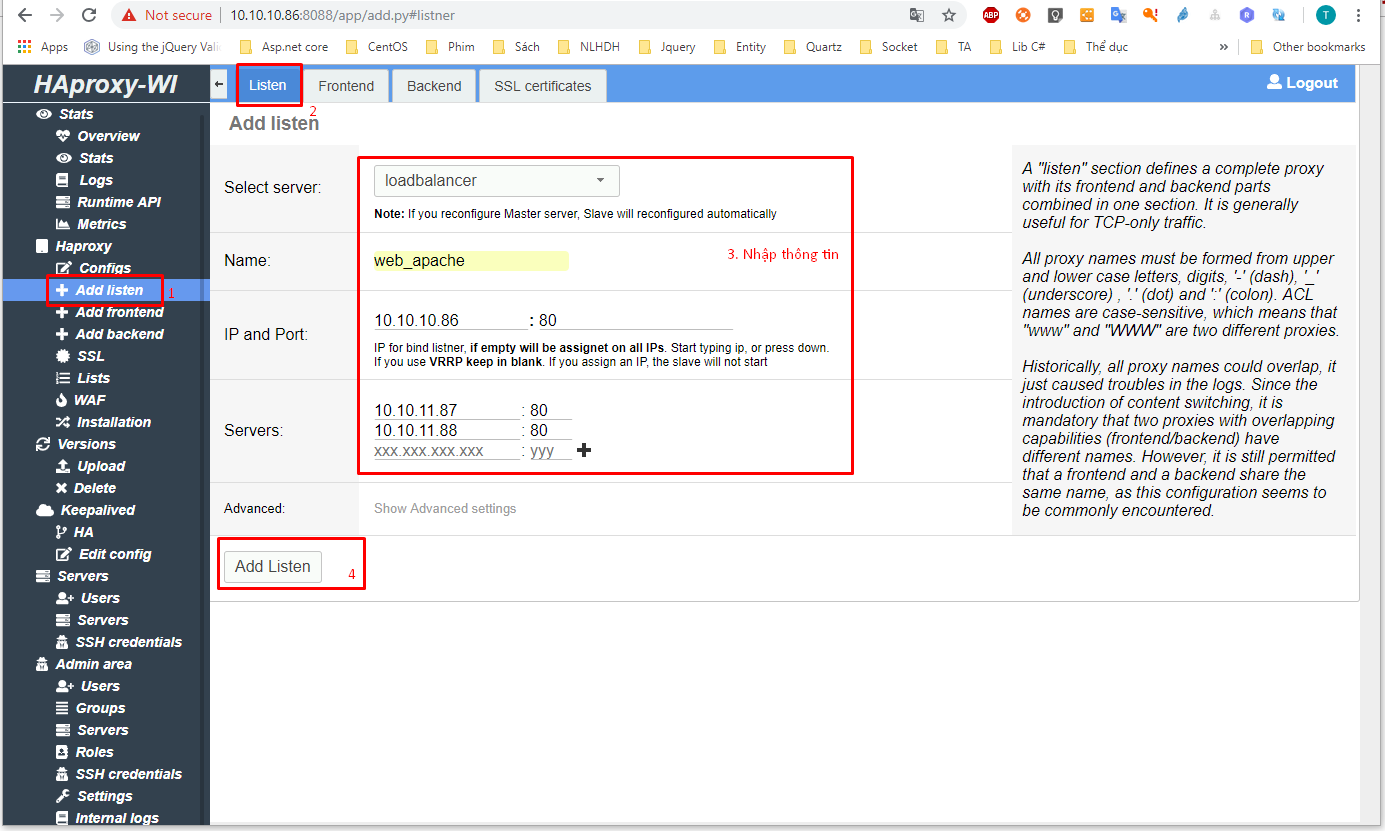 Not secure
10.10.10.86:8088/app/add.py#listner
ABP
R
T
Apps
Using the jQuery Vali
Asp.net core
CentOS
Phim
Sách
NLHDH
Jquery
Entity
Quartz
Socket
TA
Lib C#
Thể dục
»
Other bookmarks
HAproxy-WI
Listen
Frontend
Backend
SSL certificates
Logout
Stats
Overview
Stats
Logs
Runtime API
Metrics
Haproxy
Configs
Add listen
1
Add frontend
Add backend
SSL
Lists
WAF
Installation
Versions
Upload
Delete
Keepalived
HA
Edit config
Servers
Users
Servers
SSH credentials
Admin area
Users
Groups
Servers
Roles
SSH credentials
Settings
Internal logs
2
Add listen
Select server:
loadbalancer
Note: If you reconfigure Master server, Slave will reconfigured automatically
Name:
web_apache
3. Nhập thông tin
IP and Port:
10.10.10.86 : 80
IP for bind listner, if empty will be assignet on all IPs. Start typing ip, or press down.
If you use VRRP keep in blank. If you assign an IP, the slave will not start
Servers:
10.10.11.87 : 80
10.10.11.88 : 80
xxx.xxx.xxx.xxx : yyy
Advanced:
Show Advanced settings
Add Listen
4
A "listen" section defines a complete proxy
with its frontend and backend parts
combined in one section. It is generally
useful for TCP-only traffic.
All proxy names must be formed from upper
and lower case letters, digits, '-' (dash), '_'
(underscore) , '.' (dot) and ':' (colon). ACL
names are case-sensitive, which means that
"www" and "WWW" are two different proxies.
Historically, all proxy names could overlap, it
just caused troubles in the logs. Since the
introduction of content switching, it is
mandatory that two proxies with overlapping
capabilities (frontend/backend) have
different names. However, it is still permitted
that a frontend and a backend share the
same name, as this configuration seems to
be commonly encountered.